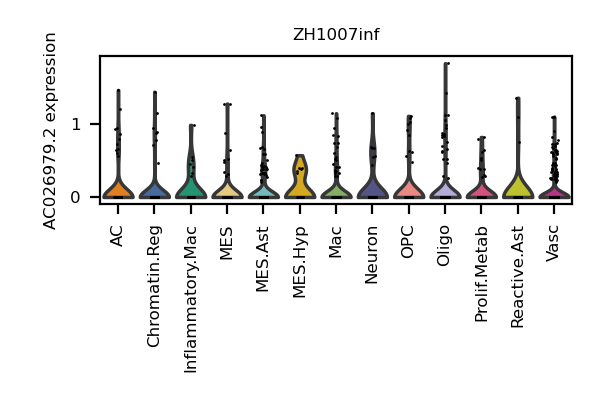 ZH1007inf
AC026979.2 expression
1
0
AC
Chromatin.Reg
Inflammatory.Mac
MES
MES.Ast
MES.Hyp
Mac
Neuron
OPC
Oligo
Prolif.Metab
Reactive.Ast
Vasc